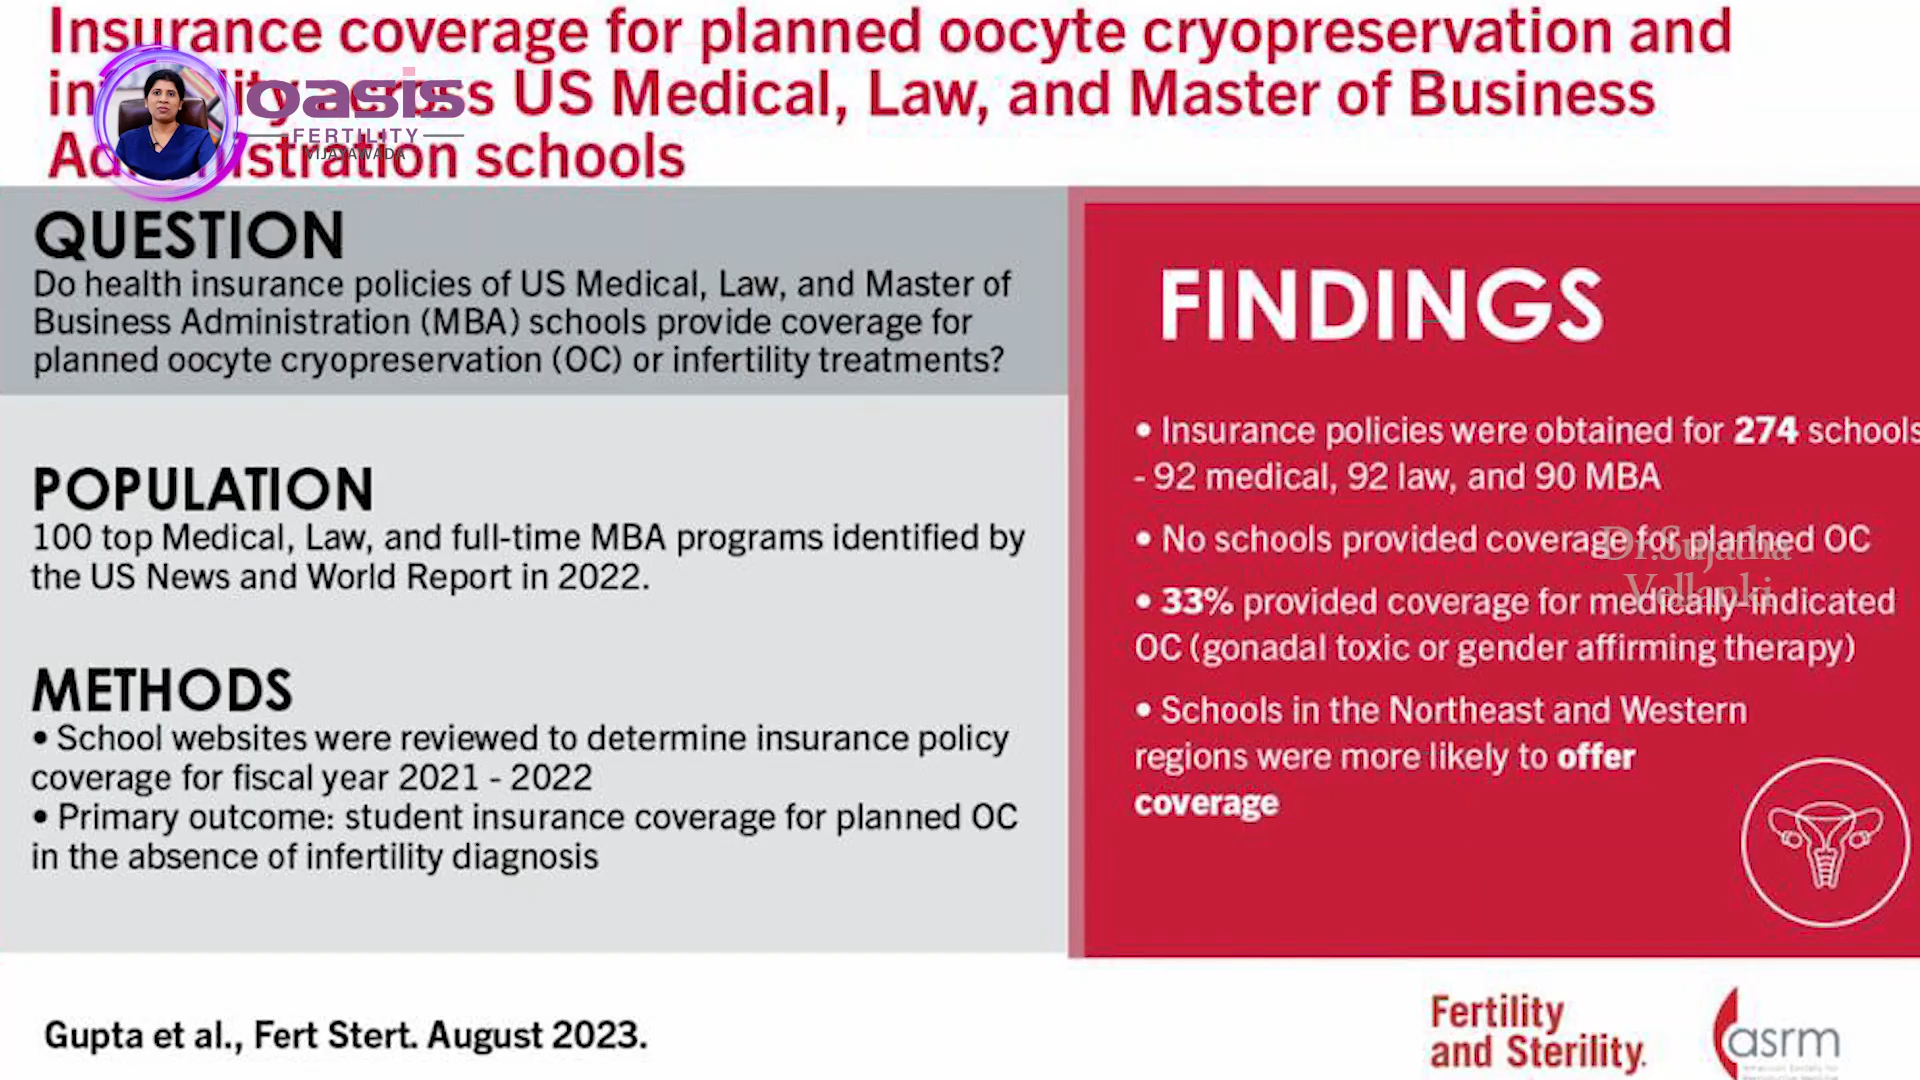 Insurance coverage for planned oocyte cryopreservation and
across US Medical, Law, and Master of Business
schools
oasis
FERTILITY
VIJAYAWADA
QUESTION
Do health insurance policies of US Medical, Law, and Master of
Business Administration (MBA) schools provide coverage for
planned oocyte cryopreservation (OC) or infertility treatments?
POPULATION
100 top Medical, Law, and full-time MBA programs identified by
the US News and World Report in 2022.
METHODS
• School websites were reviewed to determine insurance policy
coverage for fiscal year 2021 - 2022
• Primary outcome: student insurance coverage for planned OC
in the absence of infertility diagnosis
FINDINGS
• Insurance policies were obtained for 274 schools
- 92 medical, 92 law, and 90 MBA
• No schools provided coverage for planned OC
• 33% provided coverage for medically-indicated
OC (gonadal toxic or gender affirming therapy)
• Schools in the Northeast and Western
regions were more likely to offer
coverage
Dr.Sujatha
Vellanki
Gupta et al., Fert Stert. August 2023.
Fertility
and Sterility.
asrm